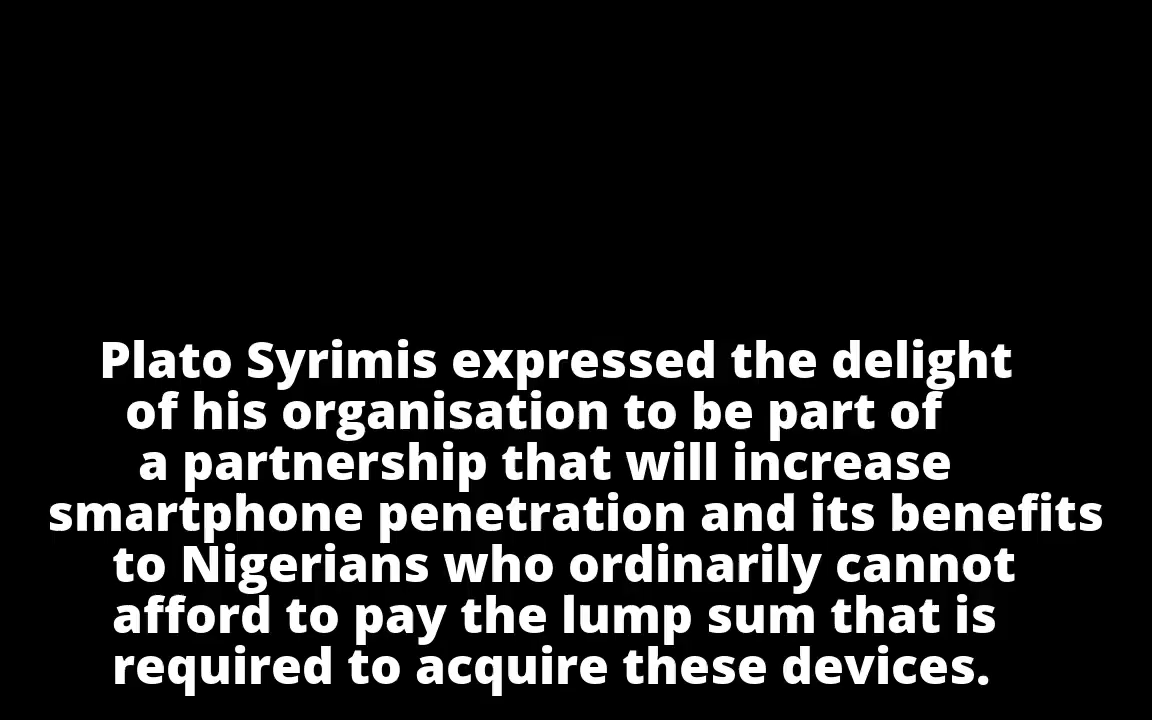 Plato Syrimis expressed the delight
of his organisation to be part of
a partnership that will increase
smartphone penetration and its benefits
to Nigerians who ordinarily cannot
afford to pay the lump sum that is
required to acquire these devices.